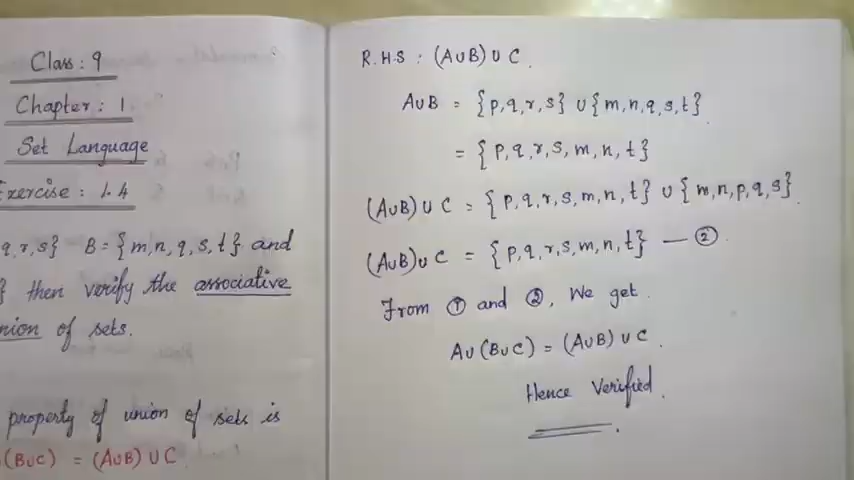 Class : 9
Chapter : 1
Set Language
Exercise : 1.4
q, r, s} B = {m, n, q, s, t} and
} then verify the associative
nion of sets.
property of union of sets is
(B∪C) = (A∪B) ∪ C
R.H.S : (A∪B) ∪ C
A∪B = {p, q, r, s} ∪ {m, n, q, s, t}
= {p, q, r, s, m, n, t}
(A∪B) ∪ C = {p, q, r, s, m, n, t} ∪ {m, n, p, q, s}
(A∪B) ∪ C = {p, q, r, s, m, n, t} — ②
From ① and ②, We get
A∪(B∪C) = (A∪B) ∪ C.
Hence Verified.